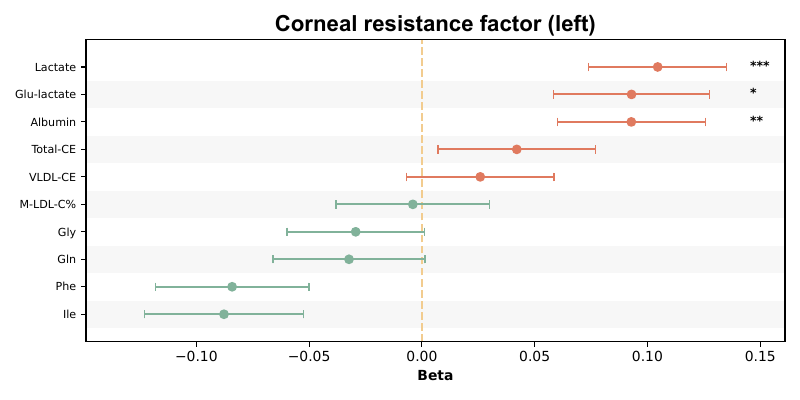 Corneal resistance factor (left)
Lactate ***
Glu-lactate *
Albumin **
Total-CE
VLDL-CE
M-LDL-C%
Gly
Gln
Phe
Ile
−0.10 −0.05 0.00 0.05 0.10 0.15
Beta